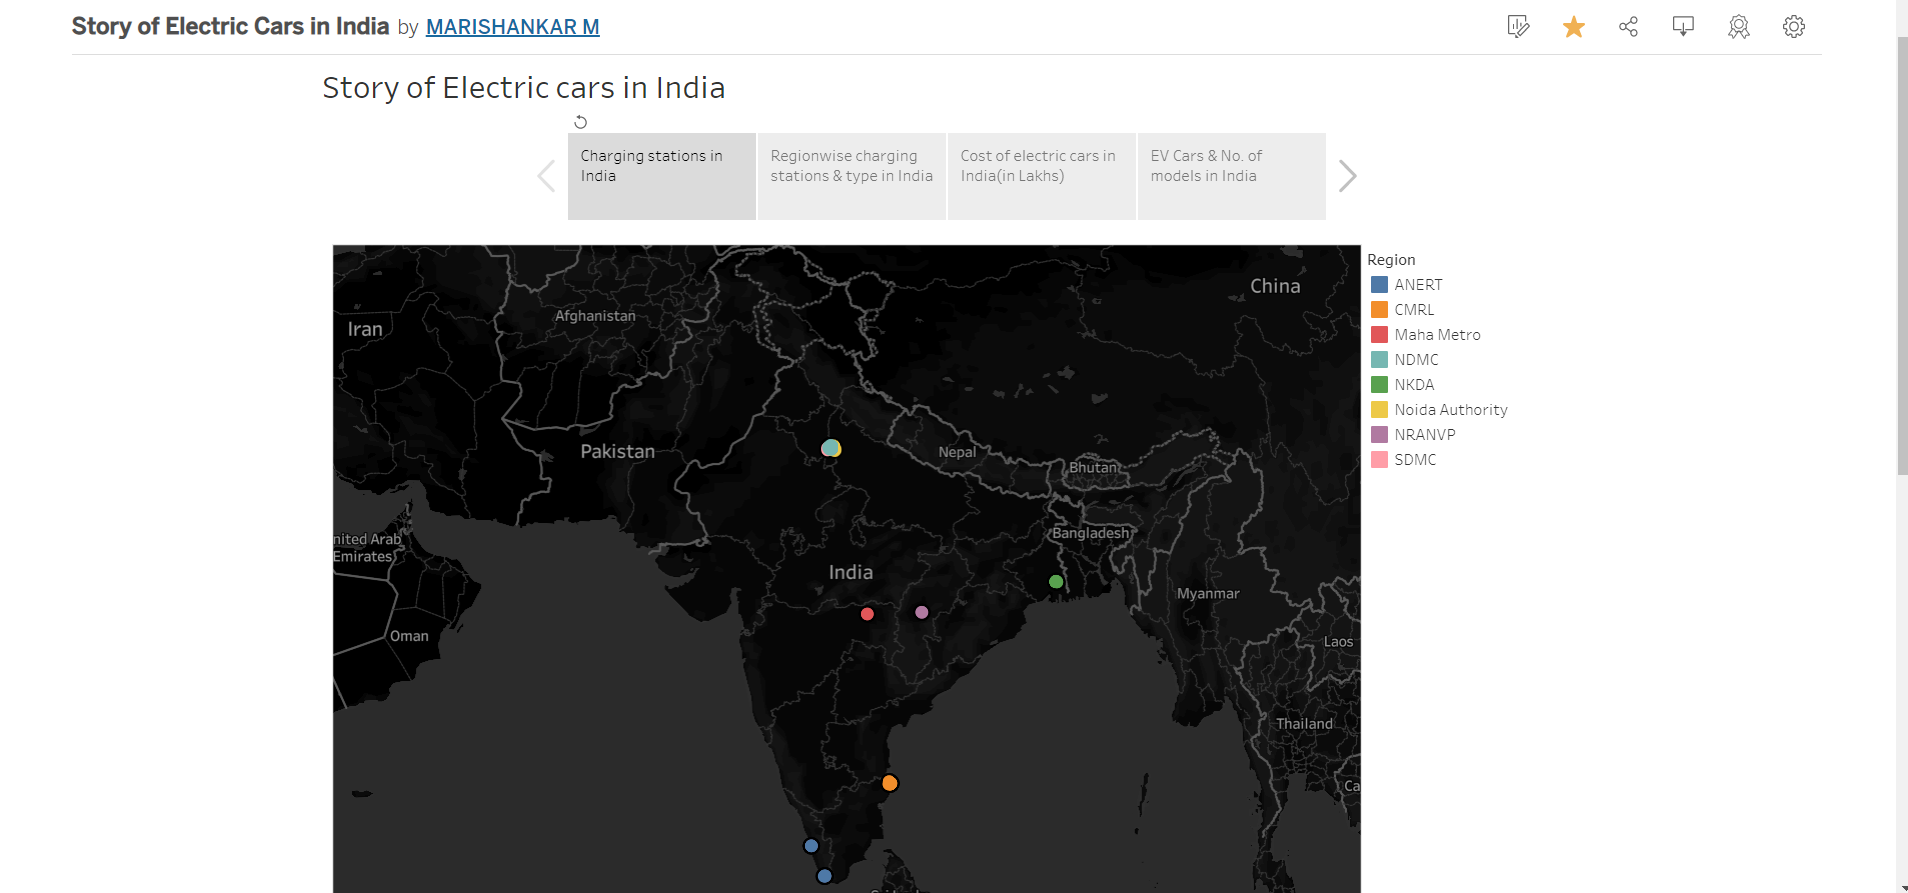 Story of Electric Cars in India by MARISHANKAR M
Story of Electric cars in India
Charging stations in
India
Regionwise charging
stations & type in India
Cost of electric cars in
India(in Lakhs)
EV Cars & No. of
models in India
Region
ANERT
CMRL
Maha Metro
NDMC
NKDA
Noida Authority
NRANVP
SDMC
China
Iran
Afghanistan
Pakistan
Nepal
Bhutan
nited Arab
Emirates
Bangladesh
India
Myanmar
Oman
Laos
Thailand
Ca